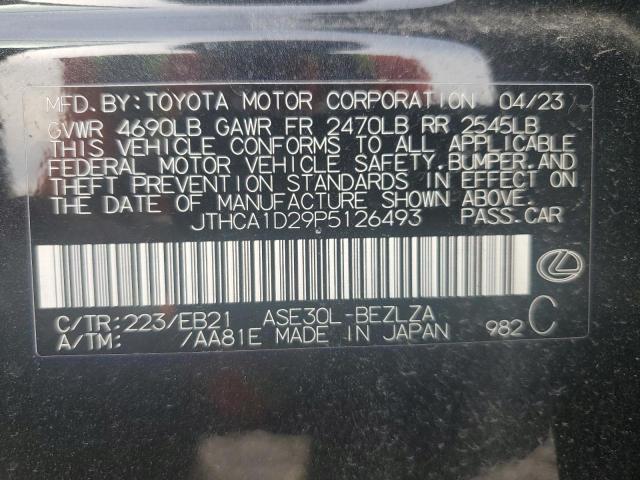 MFD. BY: TOYOTA MOTOR CORPORATION 04/23
GVWR 4690LB GAWR FR 2470LB RR 2545LB
THIS VEHICLE CONFORMS TO ALL APPLICABLE
FEDERAL MOTOR VEHICLE SAFETY, BUMPER, AND
THEFT PREVENTION STANDARDS IN EFFECT ON
THE DATE OF MANUFACTURE SHOWN ABOVE.
JTHCA1D29P5126493 PASS.CAR
C/TR: 223/EB21 ASE30L-BEZLZA
A/TM: /AA81E MADE IN JAPAN 982 C